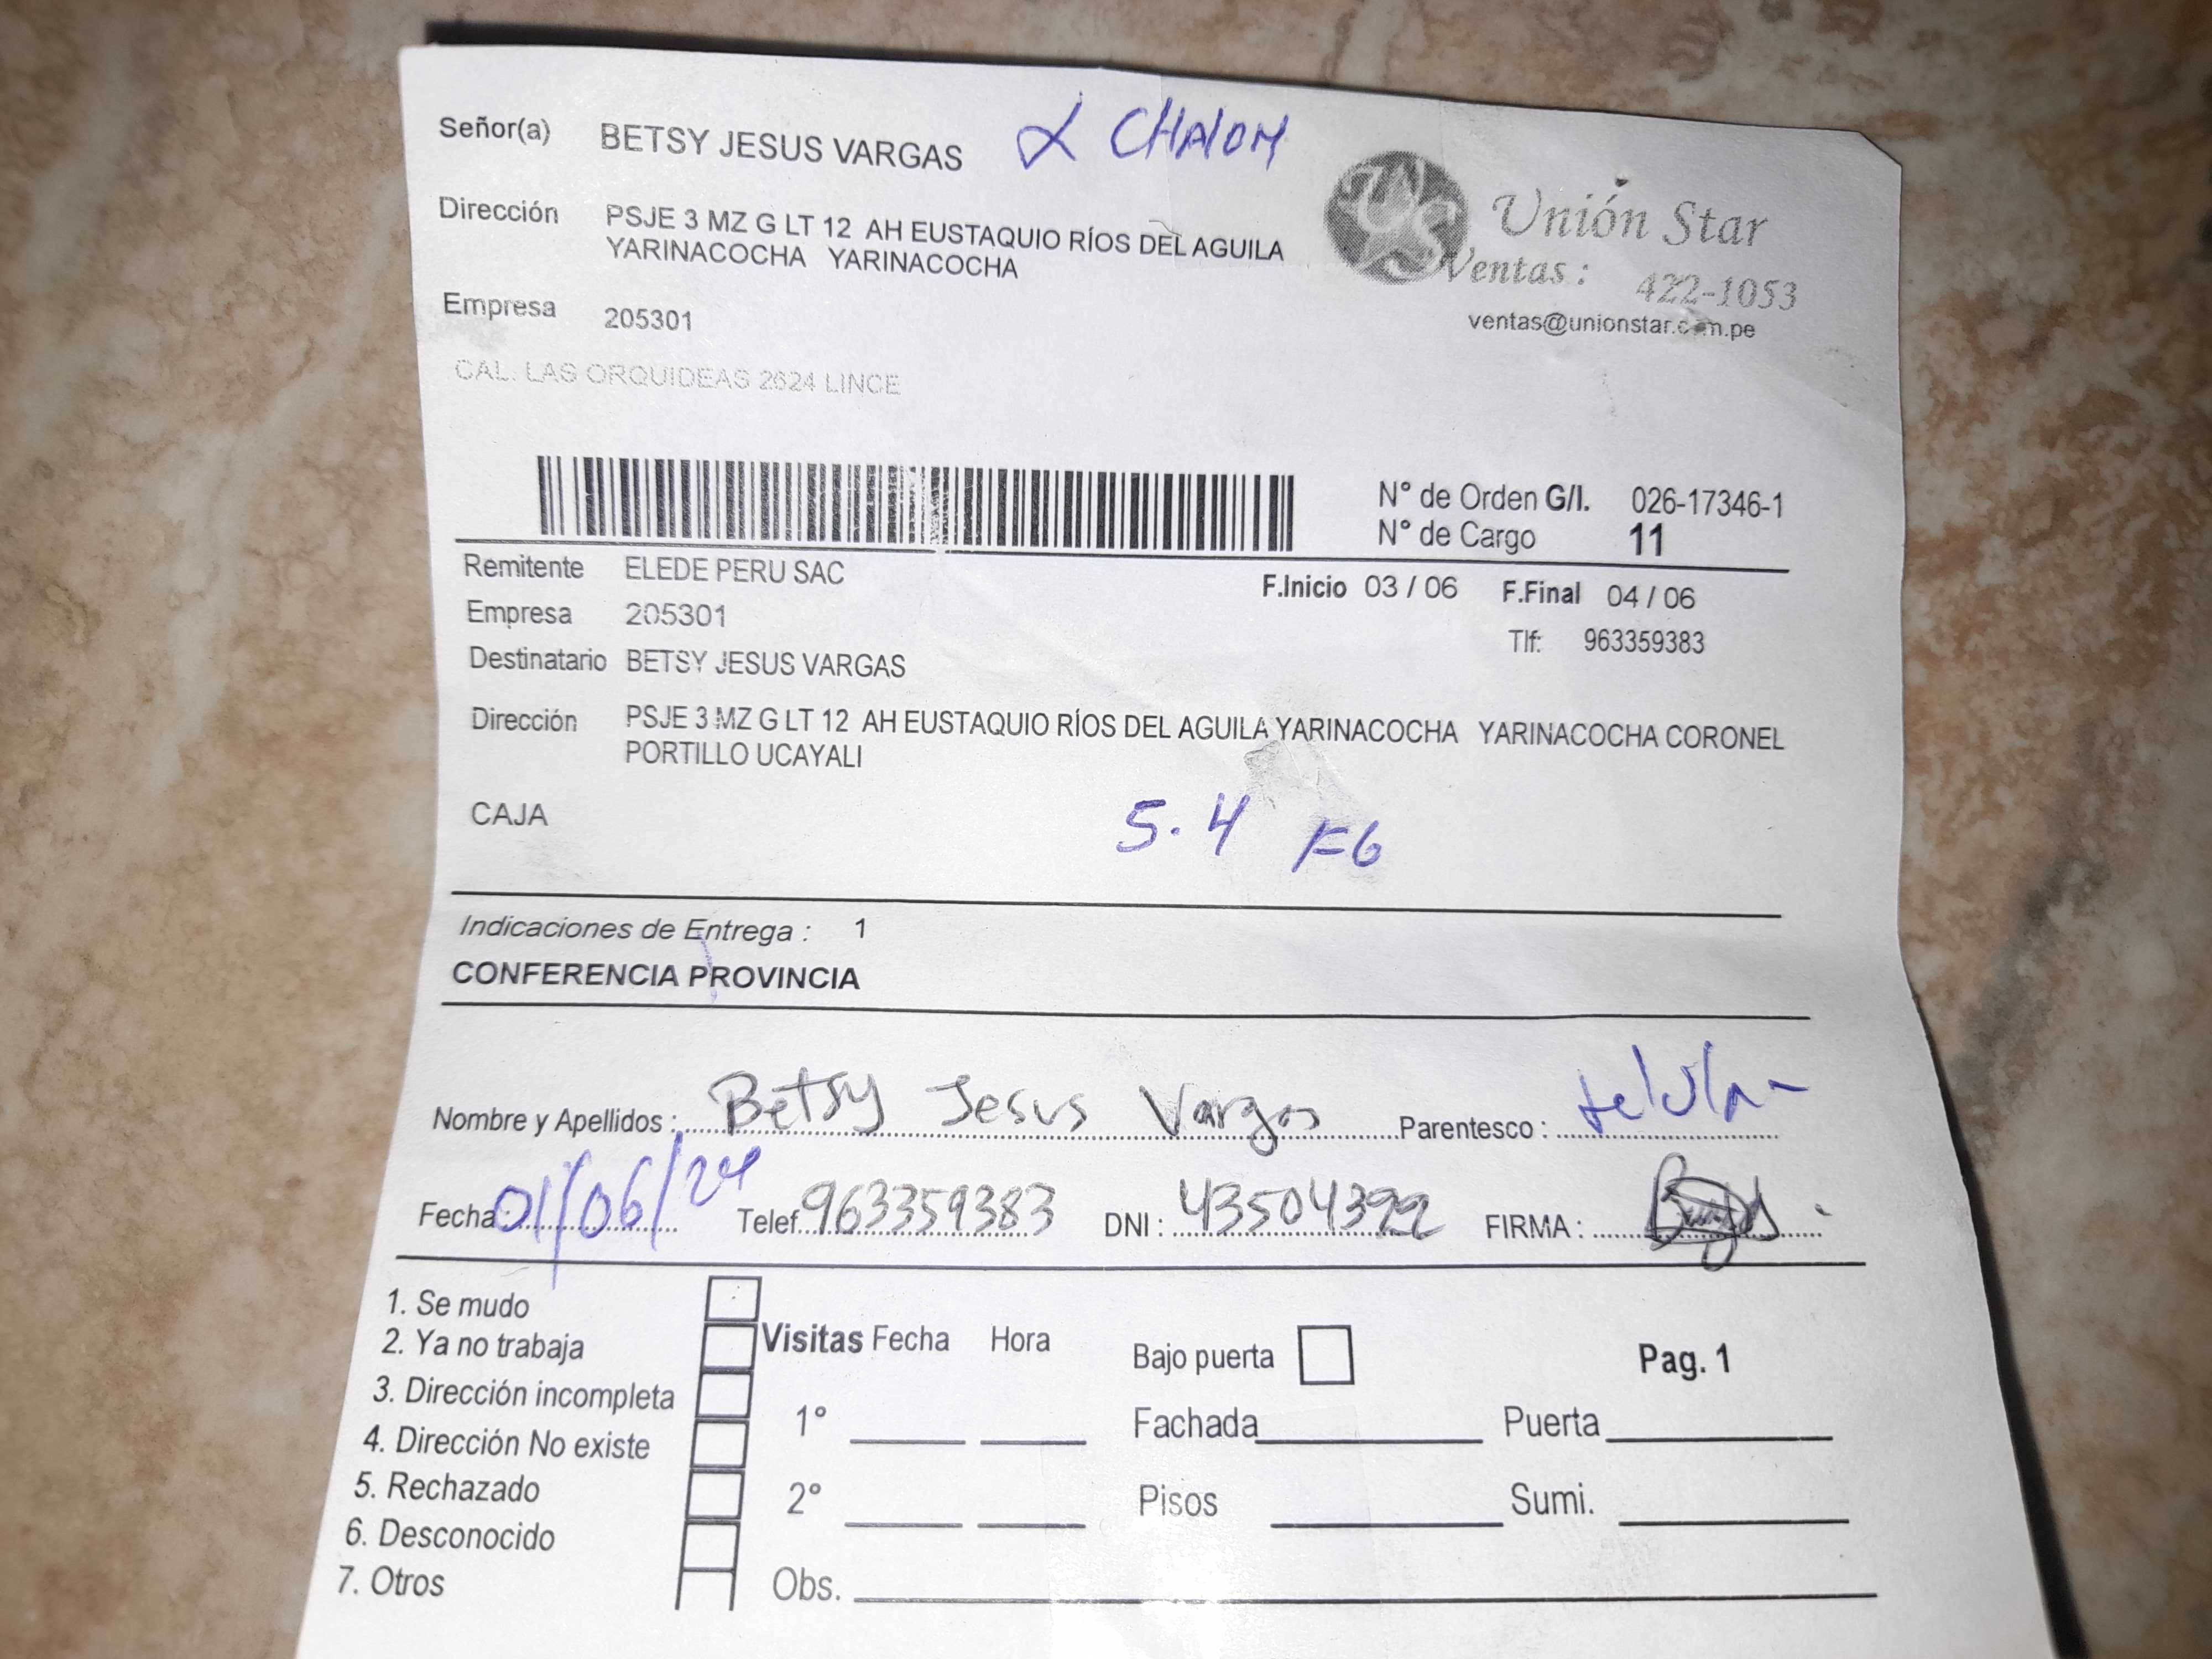 Señor(a) BETSY JESUS VARGAS & CHALOM
Dirección PSJE 3 MZ G LT 12 AH EUSTAQUIO RÍOS DEL AGUILA
YARINACOCHA YARINACOCHA
Unión Star
Ventas : 422-1053
ventas@unionstar.com.pe
Empresa 205301
CAL. LAS ORQUIDEAS 2624 LINCE
N° de Orden G/I. 026-17346-1
N° de Cargo 11
Remitente ELEDE PERU SAC
F.Inicio 03 / 06 F.Final 04 / 06
Empresa 205301
Tlf: 963359383
Destinatario BETSY JESUS VARGAS
Dirección PSJE 3 MZ G LT 12 AH EUSTAQUIO RÍOS DEL AGUILA YARINACOCHA YARINACOCHA CORONEL
PORTILLO UCAYALI
CAJA 5.4 KG
Indicaciones de Entrega : 1
CONFERENCIA PROVINCIA
Nombre y Apellidos : Betsy Jesus Vargas Parentesco :
Fecha : 01/06/24 Telef. 963359383 DNI : 43504392 FIRMA :
1. Se mudo
2. Ya no trabaja
3. Dirección incompleta
4. Dirección No existe
5. Rechazado
6. Desconocido
7. Otros
Visitas Fecha Hora
1°
2°
Obs.
Bajo puerta
Fachada
Pisos
Pag. 1
Puerta
Sumi.